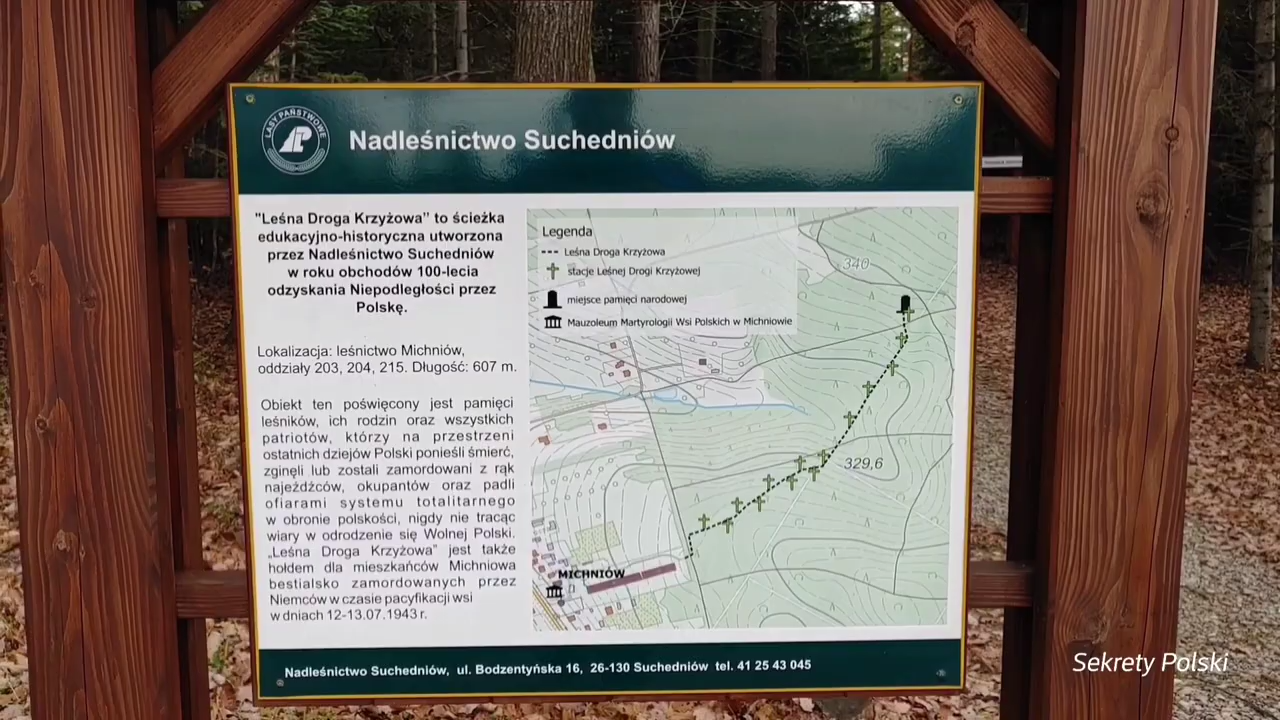 LASY PAŃSTWOWE
Nadleśnictwo Suchedniów
"Leśna Droga Krzyżowa” to ścieżka
edukacyjno-historyczna utworzona
przez Nadleśnictwo Suchedniów
w roku obchodów 100-lecia
odzyskania Niepodległości przez
Polskę.
Lokalizacja: leśnictwo Michniów,
oddziały 203, 204, 215. Długość: 607 m.
Obiekt ten poświęcony jest pamięci
leśników, ich rodzin oraz wszystkich
patriotów, którzy na przestrzeni
ostatnich dziejów Polski ponieśli śmierć,
zginęli lub zostali zamordowani z rąk
najeźdźców, okupantów oraz padli
ofiarami systemu totalitarnego
w obronie polskości, nigdy nie tracąc
wiary w odrodzenie się Wolnej Polski.
„Leśna Droga Krzyżowa” jest także
hołdem dla mieszkańców Michniowa
bestialsko zamordowanych przez
Niemców w czasie pacyfikacji wsi
w dniach 12-13.07.1943 r.
Legenda
Leśna Droga Krzyżowa
stacje Leśnej Drogi Krzyżowej
miejsce pamięci narodowej
Mauzoleum Martyrologii Wsi Polskich w Michniowie
340
329,6
MICHNIÓW
Nadleśnictwo Suchedniów, ul. Bodzentyńska 16, 26-130 Suchedniów tel. 41 25 43 045
Sekrety Polski